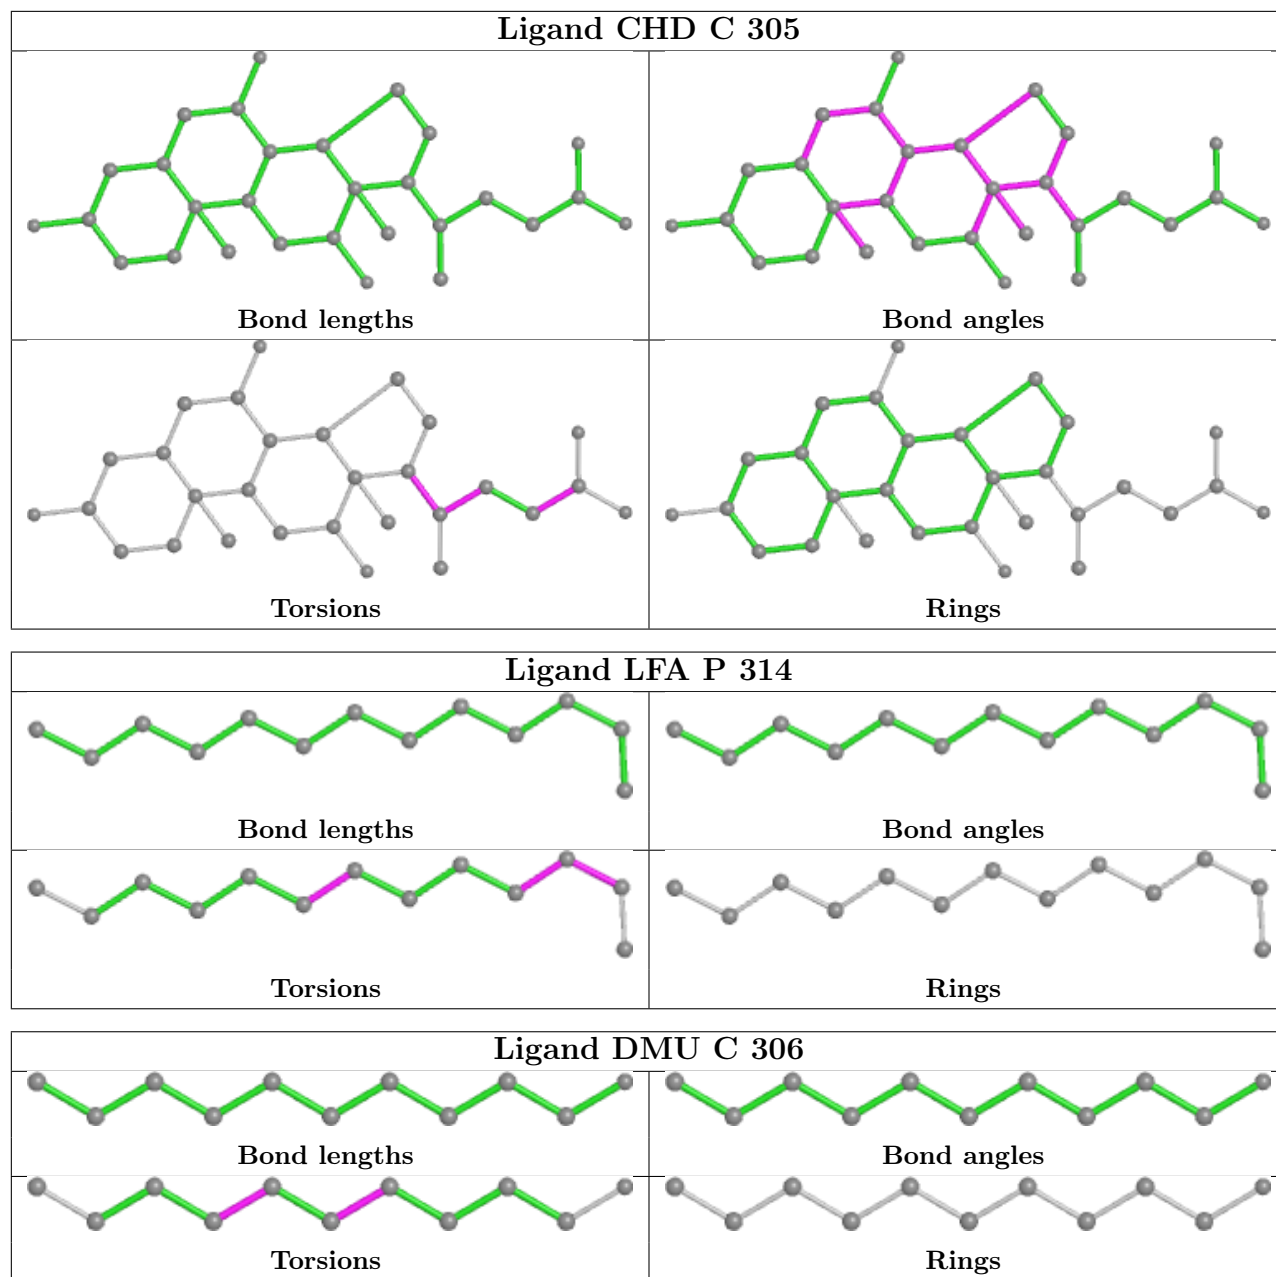 Ligand CHD C 305
Bond lengths
Bond angles
Torsions
Rings
Ligand LFA P 314
Bond lengths
Bond angles
Torsions
Rings
Ligand DMU C 306
Bond lengths
Bond angles
Torsions
Rings